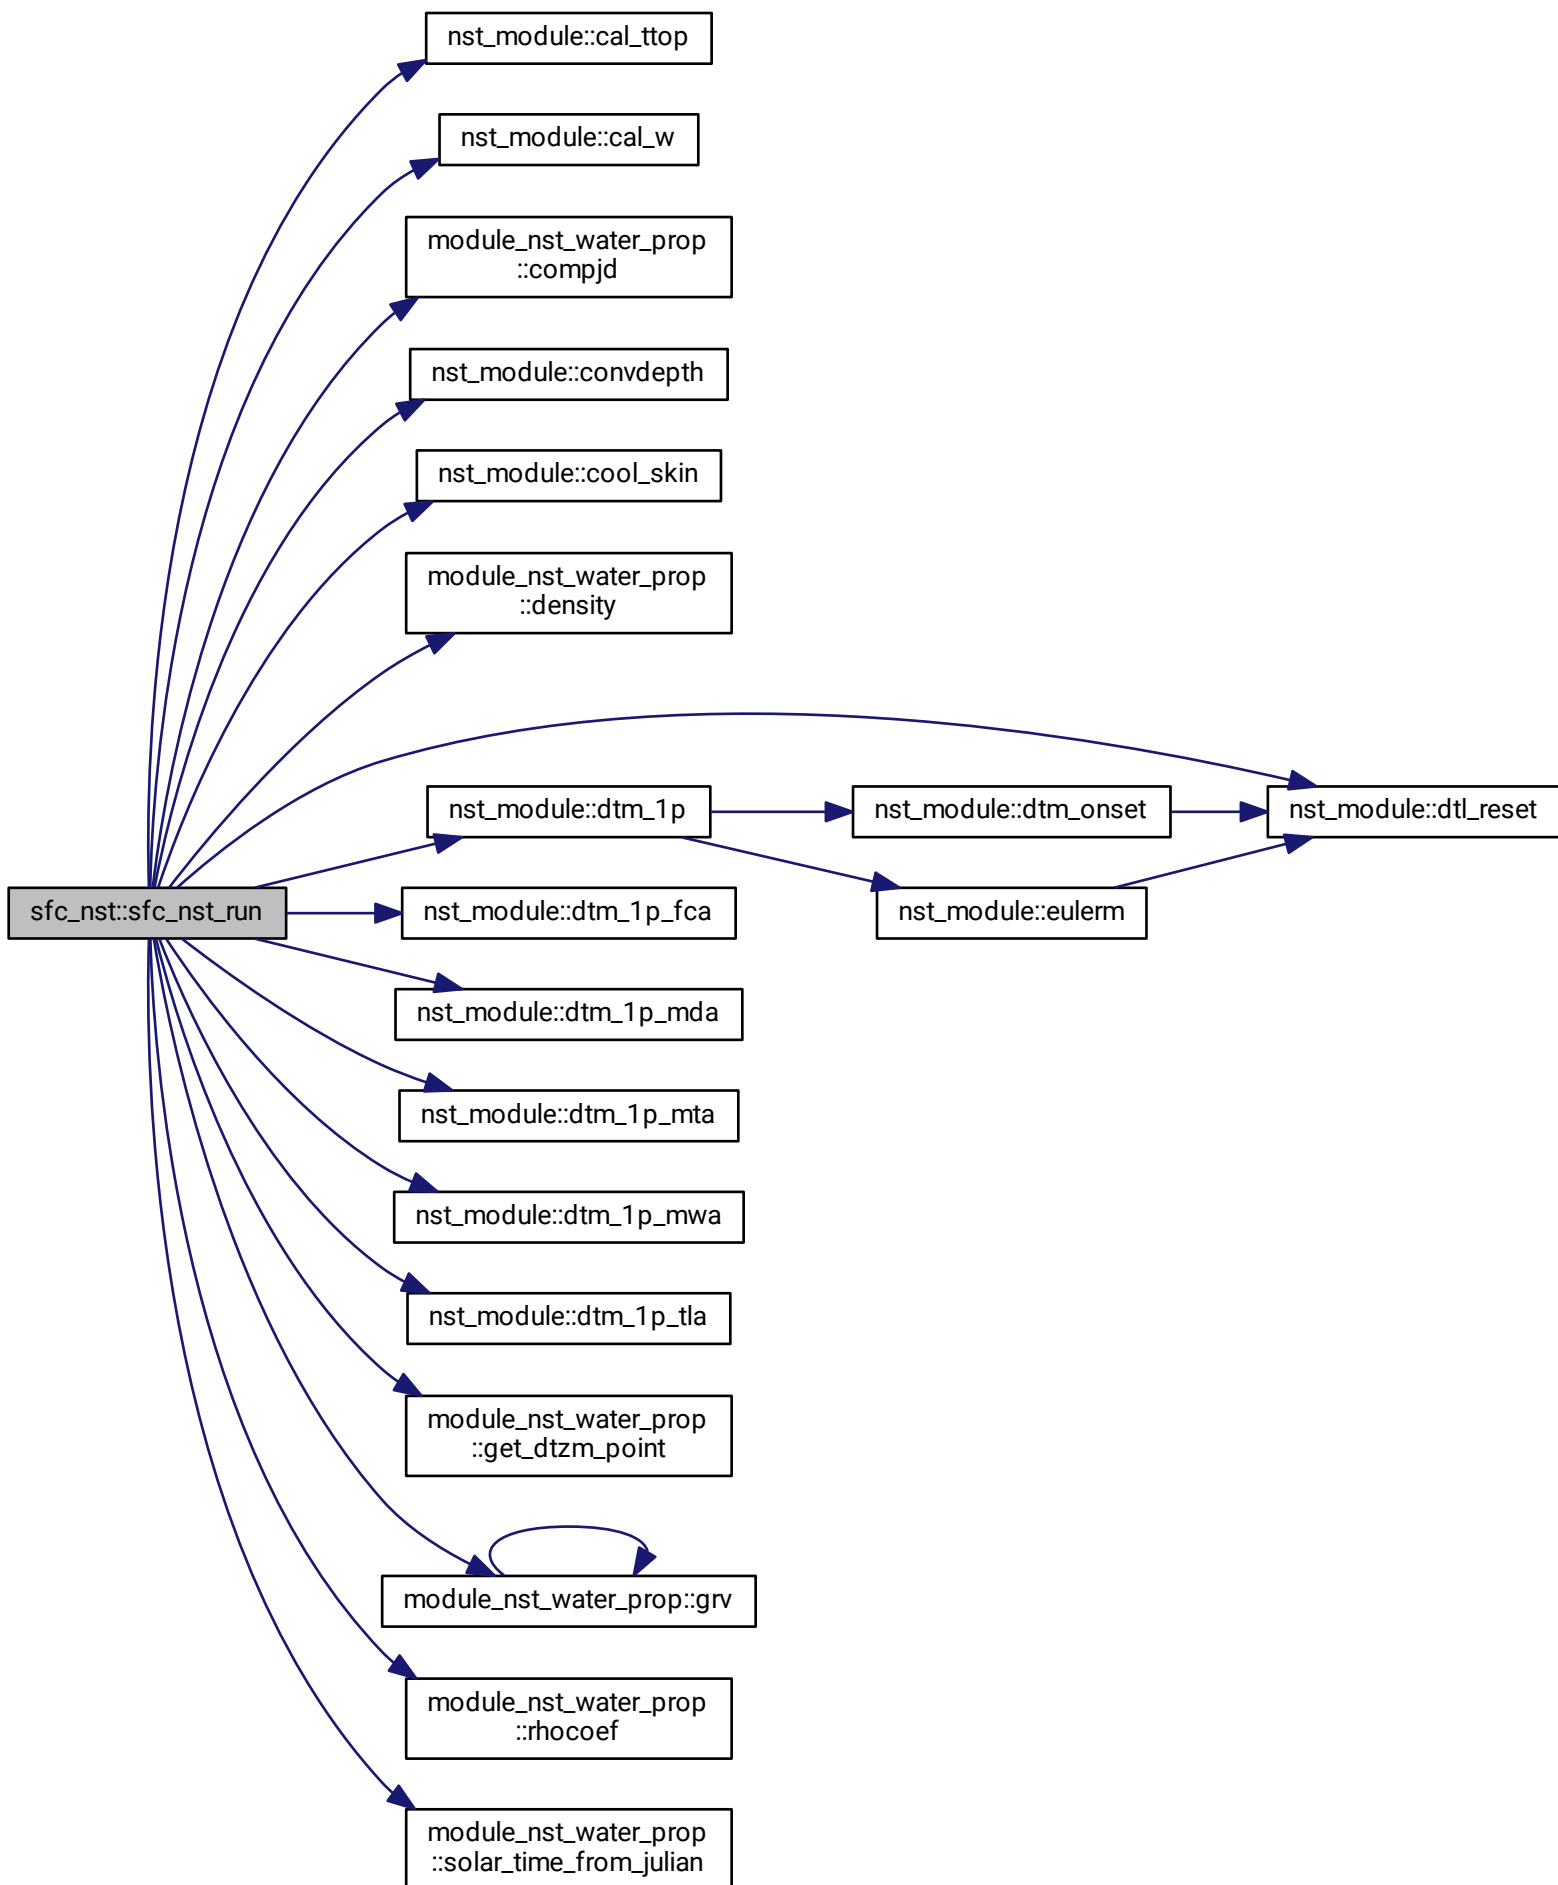 nst_module::cal_ttop
nst_module::cal_w
module_nst_water_prop
::compjd
nst_module::convdepth
nst_module::cool_skin
module_nst_water_prop
::density
nst_module::dtm_1p
nst_module::dtm_onset
nst_module::dtl_reset
sfc_nst::sfc_nst_run
nst_module::dtm_1p_fca
nst_module::eulerm
nst_module::dtm_1p_mda
nst_module::dtm_1p_mta
nst_module::dtm_1p_mwa
nst_module::dtm_1p_tla
module_nst_water_prop
::get_dtzm_point
module_nst_water_prop::grv
module_nst_water_prop
::rhocoef
module_nst_water_prop
::solar_time_from_julian